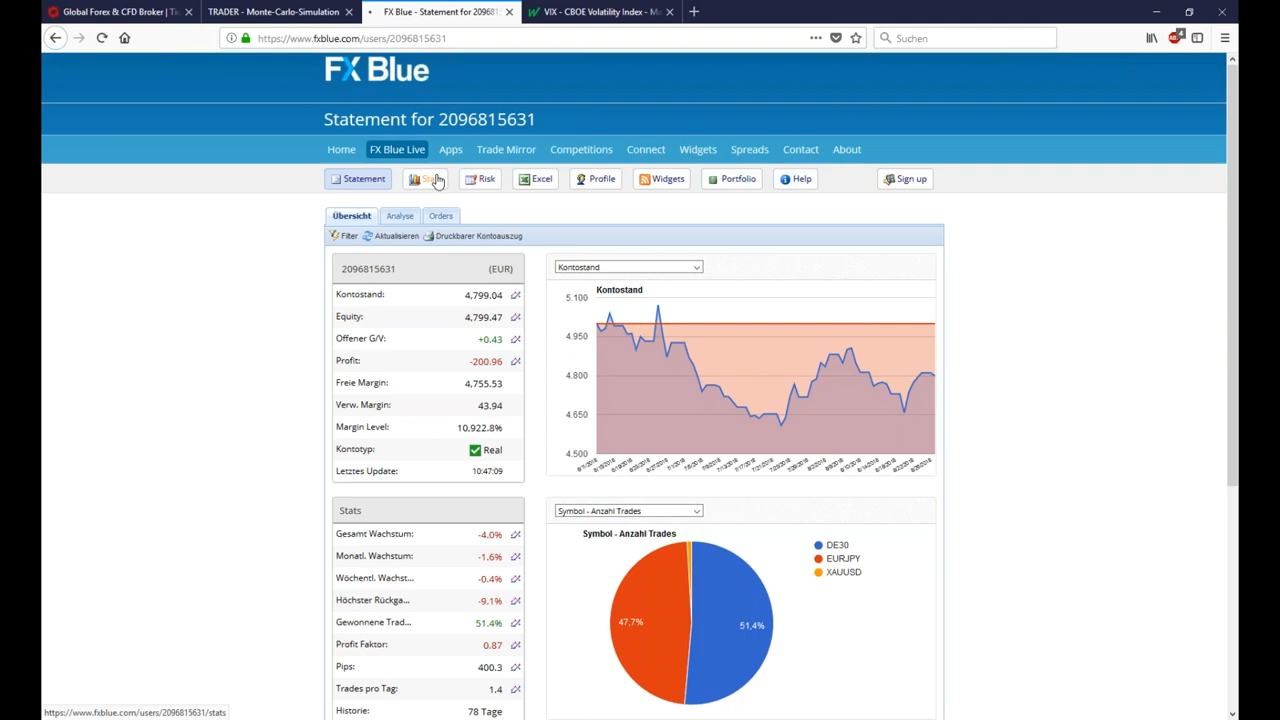 Global Forex & CFD Broker | Ti
TRADER - Monte-Carlo-Simulation
FX Blue - Statement for 209681
VIX - CBOE Volatility Index - M
https://www.fxblue.com/users/2096815631
Suchen
4
FX Blue
Statement for 2096815631
Home FX Blue Live Apps Trade Mirror Competitions Connect Widgets Spreads Contact About
Statement Risk Excel Profile Widgets Portfolio Help Sign up
Übersicht Analyse Orders
Filter Aktualisieren Druckbarer Kontoauszug
2096815631 (EUR)
Kontostand: 4,799.04
Equity: 4,799.47
Offener G/V: +0.43
Profit: -200.96
Freie Margin: 4,755.53
Verw. Margin: 43.94
Margin Level: 10,922.8%
Kontotyp: Real
Letztes Update: 10:47:09
Kontostand
Kontostand
5.100
4.950
4.800
4.650
4.500
Stats
Gesamt Wachstum: -4.0%
Monatl. Wachstum: -1.6%
Wöchentl. Wachst... -0.4%
Höchster Rückga... -9.1%
Gewonnene Trad... 51.4%
Profit Faktor: 0.87
Pips: 400.3
Trades pro Tag: 1.4
Historie: 78 Tage
Symbol - Anzahl Trades
Symbol - Anzahl Trades
DE30
EURJPY
XAUUSD
47,7%
51,4%
https://www.fxblue.com/users/2096815631/stats